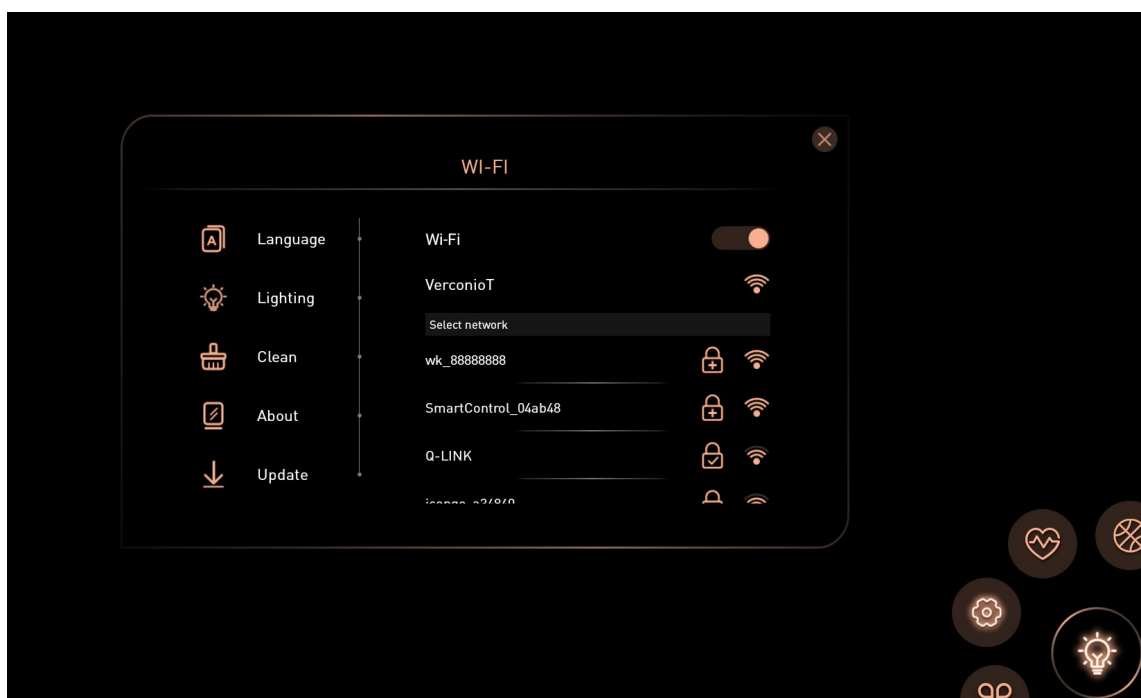 WI-FI
Language
Lighting
Clean
About
Update
Wi-Fi
VerconioT
Select network
wk_88888888
SmartControl_04ab48
Q-LINK